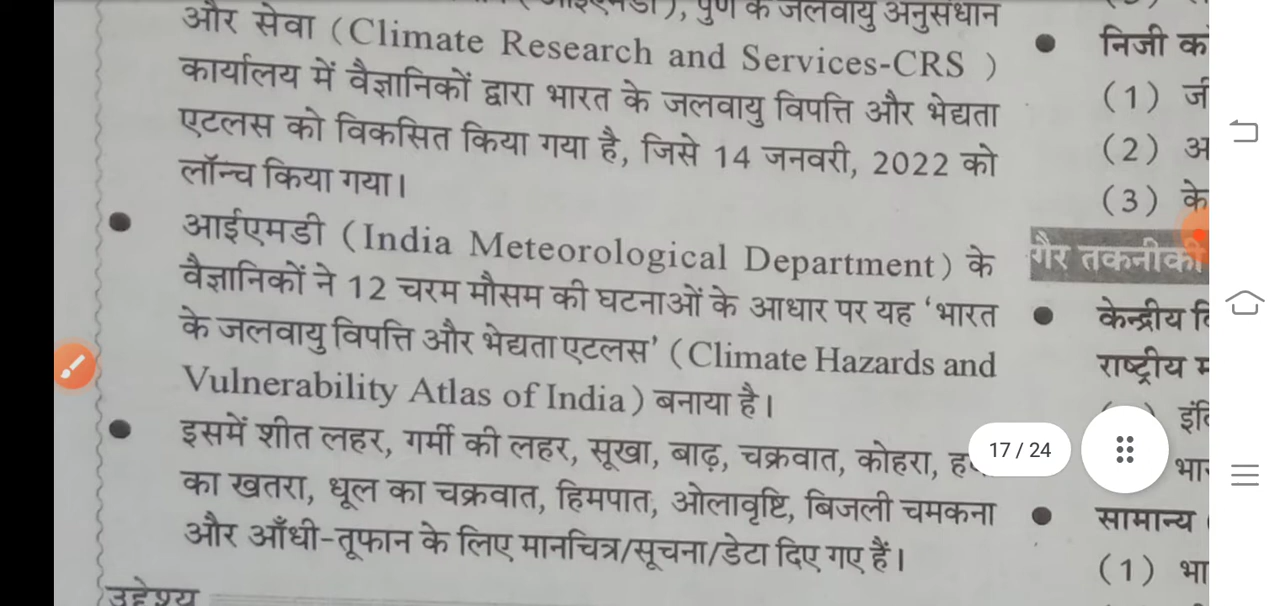 पुणे के जलवायु अनुसंधान
और सेवा (Climate Research and Services-CRS )
कार्यालय में वैज्ञानिकों द्वारा भारत के जलवायु विपत्ति और भेद्यता
एटलस को विकसित किया गया है, जिसे 14 जनवरी, 2022 को
लॉन्च किया गया।
● आईएमडी (India Meteorological Department) के
वैज्ञानिकों ने 12 चरम मौसम की घटनाओं के आधार पर यह ‘भारत
के जलवायु विपत्ति और भेद्यता एटलस’ (Climate Hazards and
Vulnerability Atlas of India) बनाया है।
● इसमें शीत लहर, गर्मी की लहर, सूखा, बाढ़, चक्रवात, कोहरा,
का खतरा, धूल का चक्रवात, हिमपात, ओलावृष्टि, बिजली चमकना
और आँधी-तूफान के लिए मानचित्र/सूचना/डेटा दिए गए हैं।
उद्देश्य
● निजी
(1)
(2)
(3) के
गैर तकनीकी
● केन्द्रीय
राष्ट्रीय
● सामान्य
(1)
17 / 24